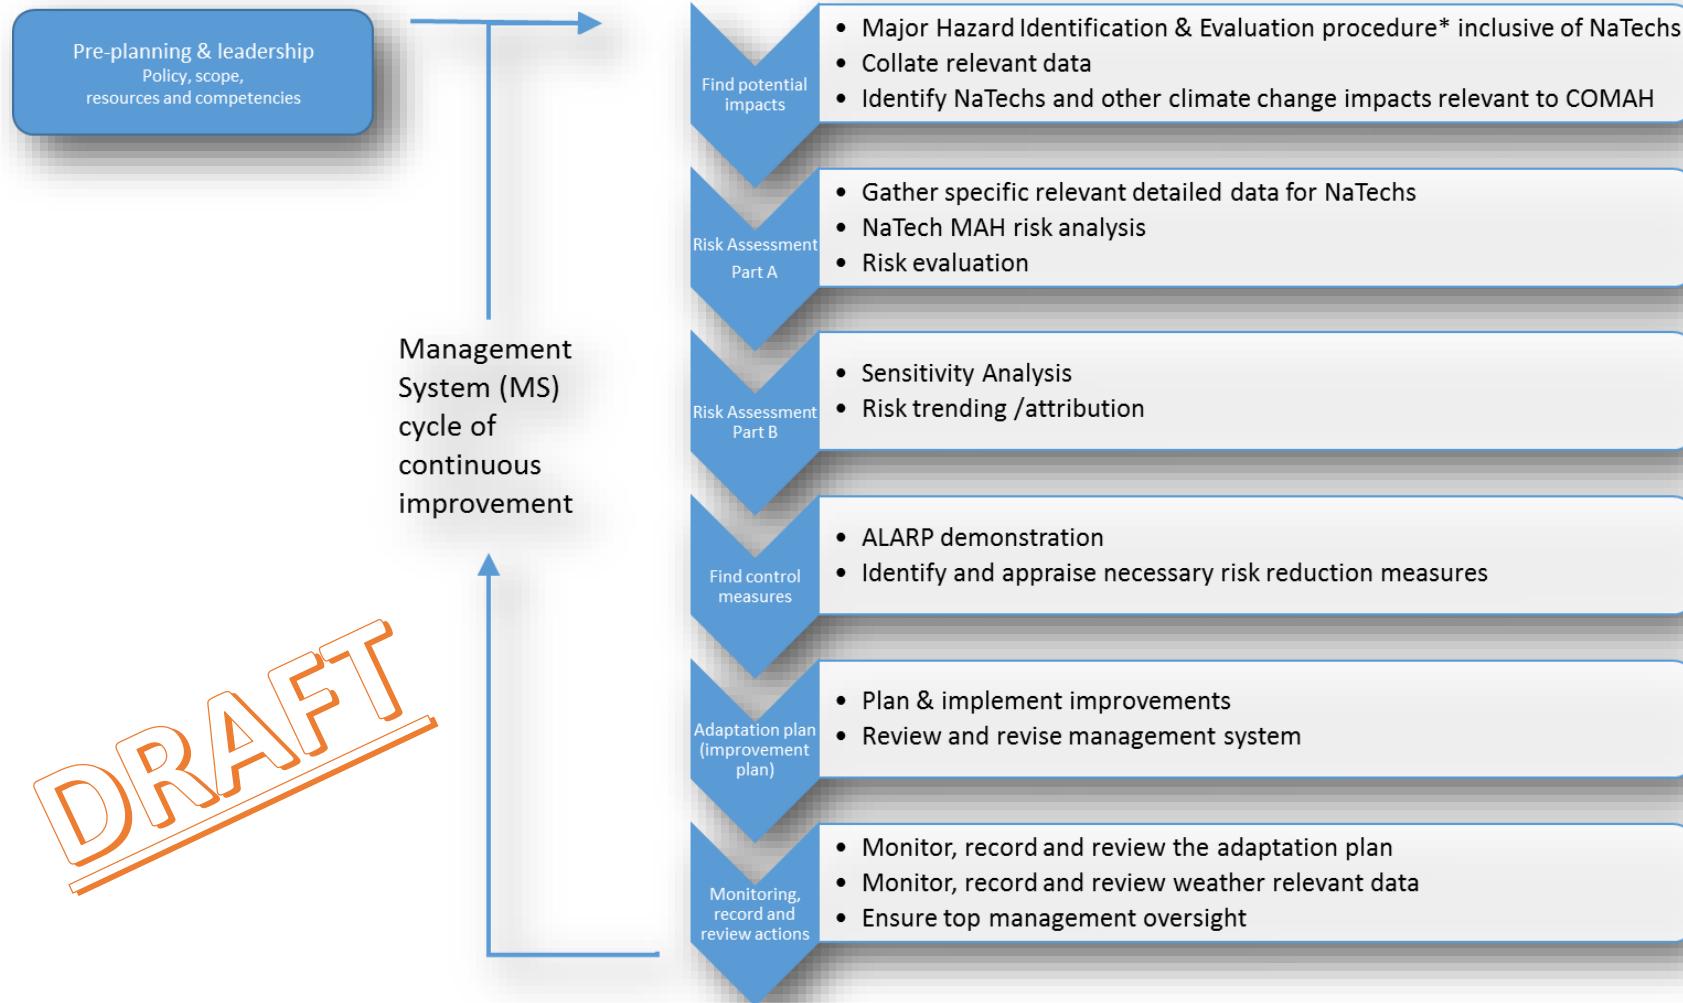 Pre-planning & leadership
Policy, scope,
resources and competencies
Management
System (MS)
cycle of
continuous
improvement
DRAFT
Find potential
impacts
• Major Hazard Identification & Evaluation procedure* inclusive of NaTechs
• Collate relevant data
• Identify NaTechs and other climate change impacts relevant to COMAH
Risk Assessment
Part A
• Gather specific relevant detailed data for NaTechs
• NaTech MAH risk analysis
• Risk evaluation
Risk Assessment
Part B
• Sensitivity Analysis
• Risk trending /attribution
Find control
measures
• ALARP demonstration
• Identify and appraise necessary risk reduction measures
Adaptation plan
(improvement
plan)
• Plan & implement improvements
• Review and revise management system
Monitoring,
record and
review actions
• Monitor, record and review the adaptation plan
• Monitor, record and review weather relevant data
• Ensure top management oversight